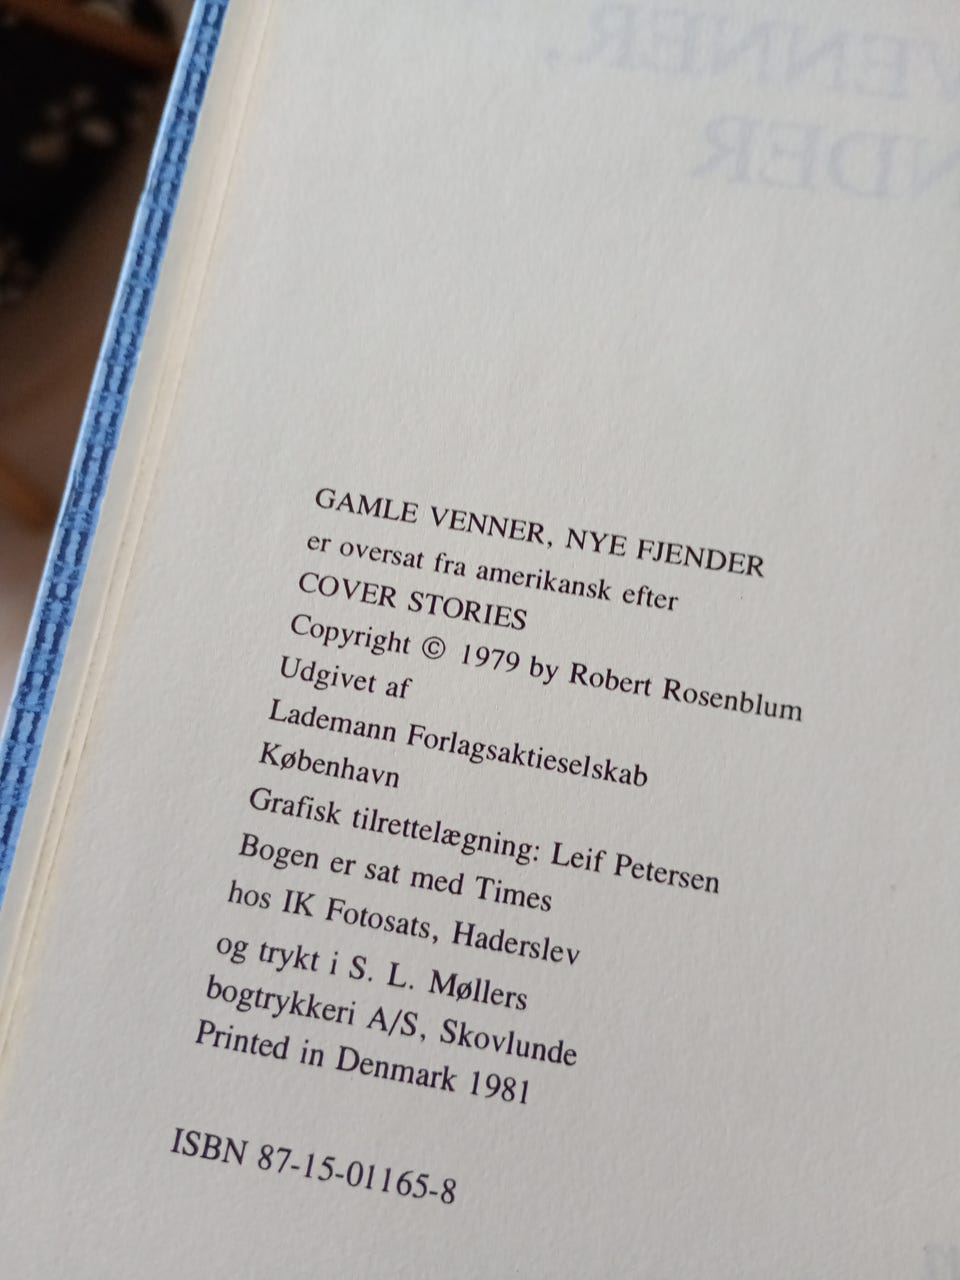 VENNER,
NDER
GAMLE VENNER, NYE FJENDER
er oversat fra amerikansk efter
COVER STORIES
Copyright © 1979 by Robert Rosenblum
Udgivet af
Lademann Forlagsaktieselskab
København
Grafisk tilrettelægning: Leif Petersen
Bogen er sat med Times
hos IK Fotosats, Haderslev
og trykt i S. L. Møllers
bogtrykkeri A/S, Skovlunde
Printed in Denmark 1981
ISBN 87-15-01165-8